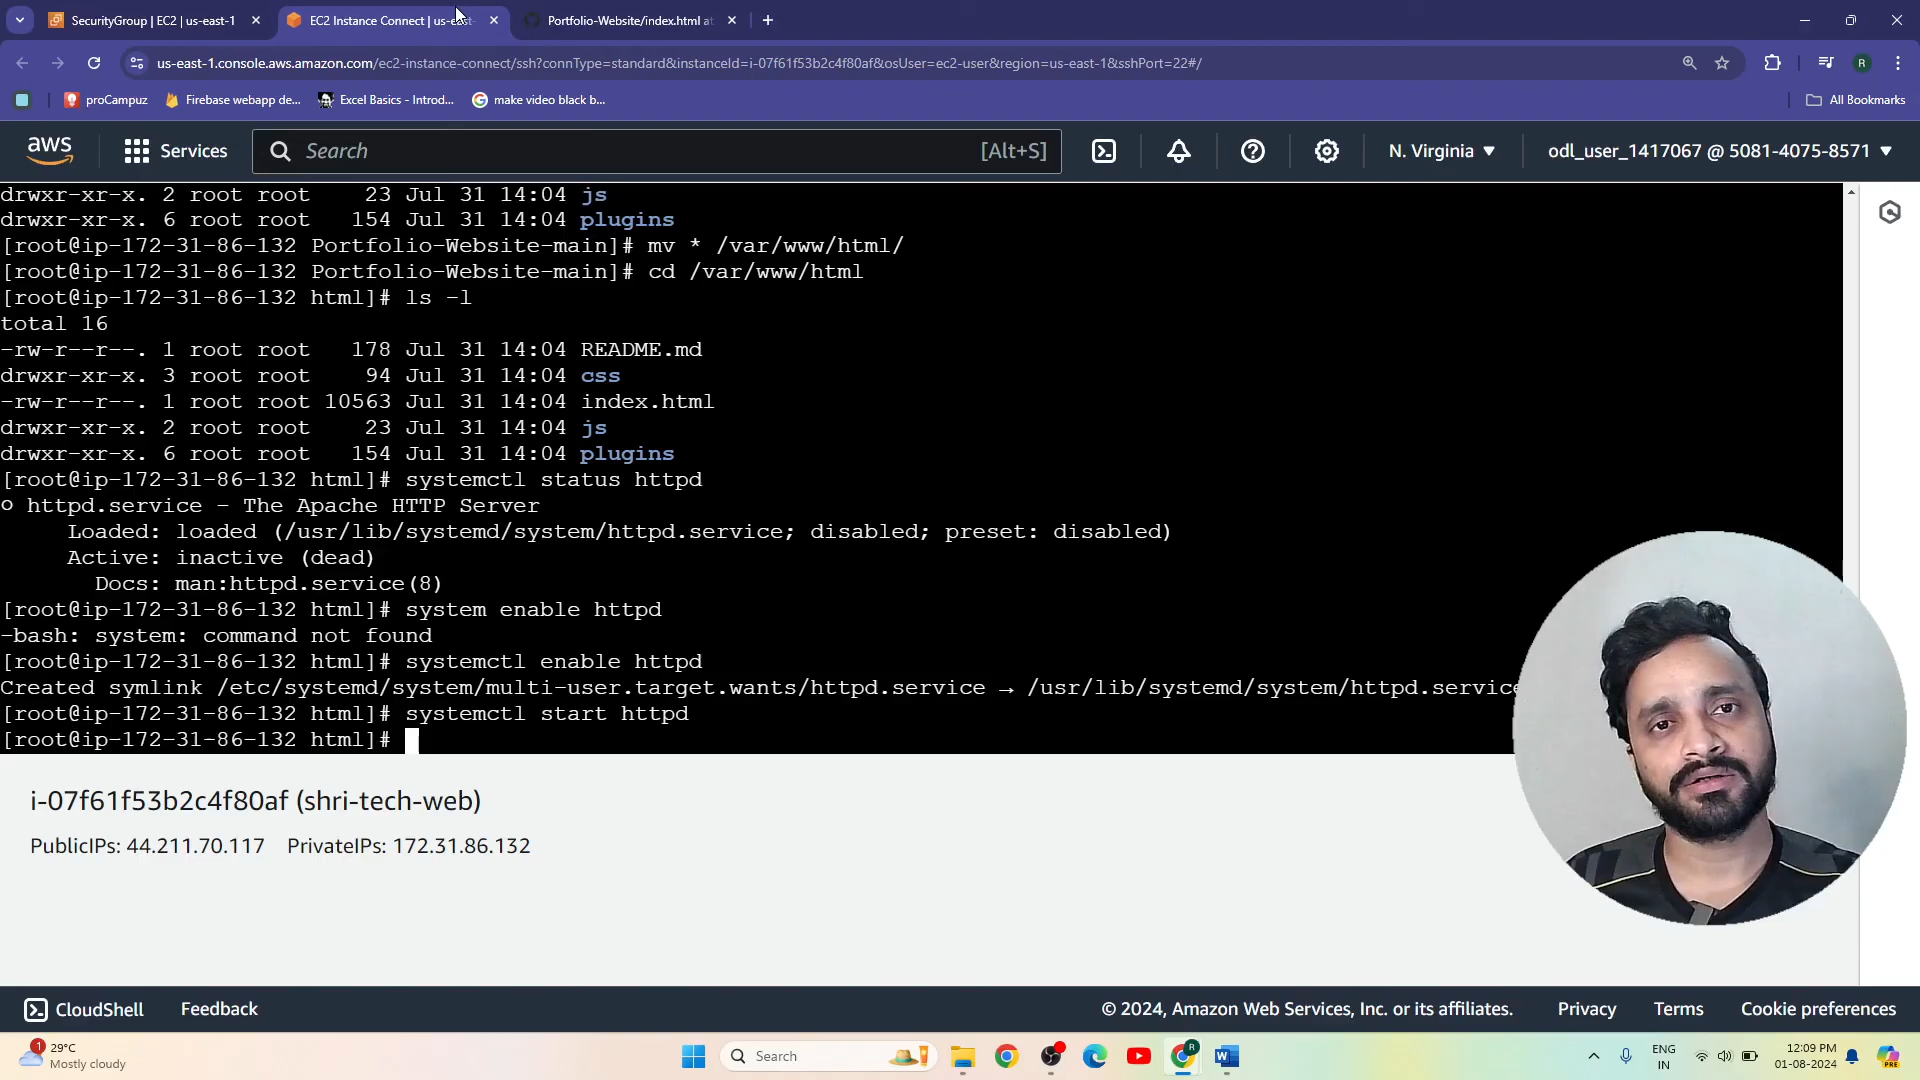 SecurityGroup | EC2 | us-east-1
EC2 Instance Connect | us-east-
Portfolio-Website/index.html at
us-east-1.console.aws.amazon.com/ec2-instance-connect/ssh?connType=standard&instanceId=i-07f61f53b2c4f80af&osUser=ec2-user&region=us-east-1&sshPort=22#/
R
proCampuz
Firebase webapp de...
Excel Basics - Introd...
make video black b...
All Bookmarks
aws
Services
Search
[Alt+S]
N. Virginia
odl_user_1417067 @ 5081-4075-8571
drwxr-xr-x. 2 root root    23 Jul 31 14:04 js
drwxr-xr-x. 6 root root   154 Jul 31 14:04 plugins
[root@ip-172-31-86-132 Portfolio-Website-main]# mv * /var/www/html/
[root@ip-172-31-86-132 Portfolio-Website-main]# cd /var/www/html
[root@ip-172-31-86-132 html]# ls -l
total 16
-rw-r--r--. 1 root root   178 Jul 31 14:04 README.md
drwxr-xr-x. 3 root root    94 Jul 31 14:04 css
-rw-r--r--. 1 root root 10563 Jul 31 14:04 index.html
drwxr-xr-x. 2 root root    23 Jul 31 14:04 js
drwxr-xr-x. 6 root root   154 Jul 31 14:04 plugins
[root@ip-172-31-86-132 html]# systemctl status httpd
○ httpd.service - The Apache HTTP Server
     Loaded: loaded (/usr/lib/systemd/system/httpd.service; disabled; preset: disabled)
     Active: inactive (dead)
       Docs: man:httpd.service(8)
[root@ip-172-31-86-132 html]# system enable httpd
-bash: system: command not found
[root@ip-172-31-86-132 html]# systemctl enable httpd
Created symlink /etc/systemd/system/multi-user.target.wants/httpd.service → /usr/lib/systemd/system/httpd.service
[root@ip-172-31-86-132 html]# systemctl start httpd
[root@ip-172-31-86-132 html]#
i-07f61f53b2c4f80af (shri-tech-web)
PublicIPs: 44.211.70.117    PrivateIPs: 172.31.86.132
CloudShell
Feedback
© 2024, Amazon Web Services, Inc. or its affiliates.
Privacy
Terms
Cookie preferences
1
29°C
Mostly cloudy
Search
R
ENG
IN
12:09 PM
01-08-2024
PRE